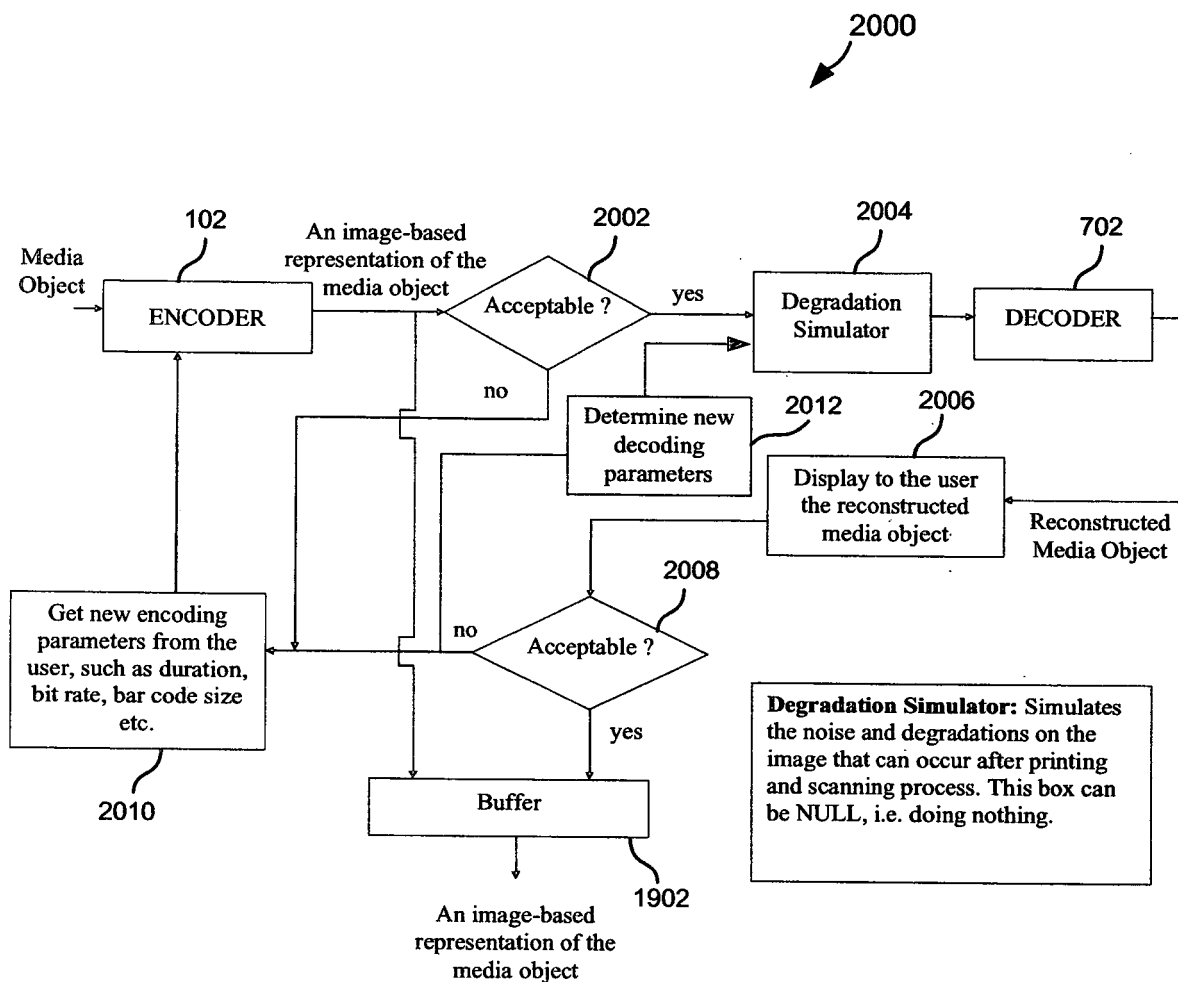 2000
102
An image-based
representation of the
media object
2002
2004
702
Media
Object
ENCODER
Acceptable ?
yes
no
Degradation
Simulator
DECODER
Determine new
decoding
parameters
2012
2006
Display to the user
the reconstructed
media object
Reconstructed
Media Object
2008
Get new encoding
parameters from the
user, such as duration,
bit rate, bar code size
etc.
2010
no
Acceptable ?
yes
Buffer
1902
An image-based
representation of the
media object
Degradation Simulator: Simulates
the noise and degradations on the
image that can occur after printing
and scanning process. This box can
be NULL, i.e. doing nothing.